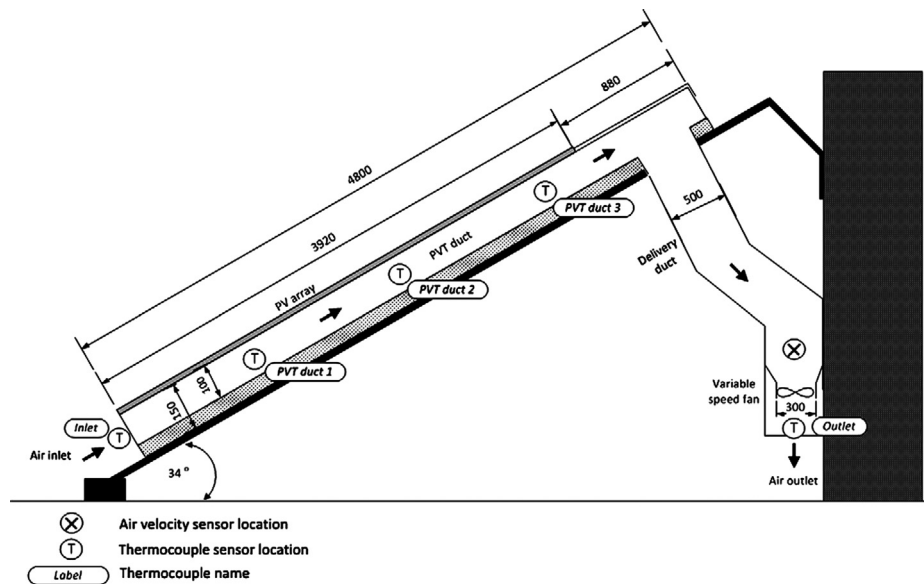 880
4800
3920
T
PVT duct 3
500
PVT duct
Delivery
duct
T
PVT duct 2
PV array
T
PVT duct 1
100
150
Variable
speed fan
300
Inlet
T
T
Outlet
Air inlet
34 °
Air outlet
Air velocity sensor location
T
Thermocouple sensor location
Label
Thermocouple name